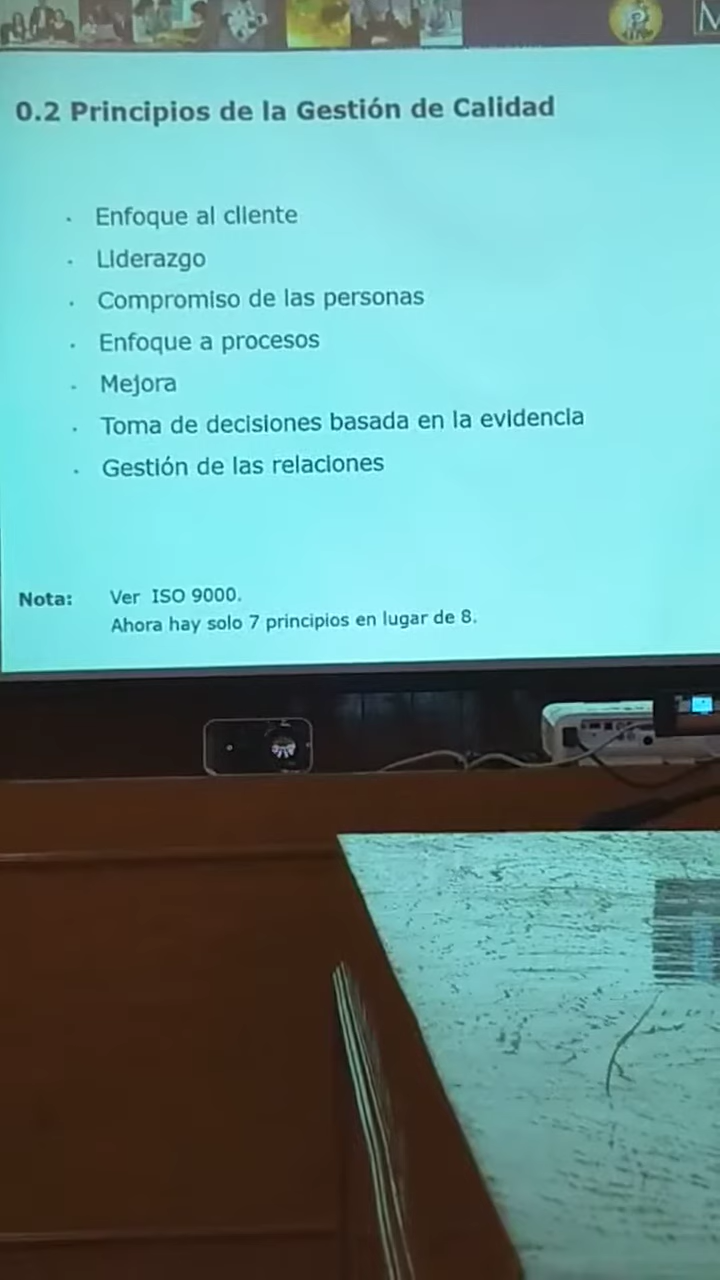 0.2 Principios de la Gestión de Calidad
· Enfoque al cliente
· Liderazgo
· Compromiso de las personas
· Enfoque a procesos
· Mejora
· Toma de decisiones basada en la evidencia
· Gestión de las relaciones
Nota: Ver ISO 9000.
Ahora hay solo 7 principios en lugar de 8.